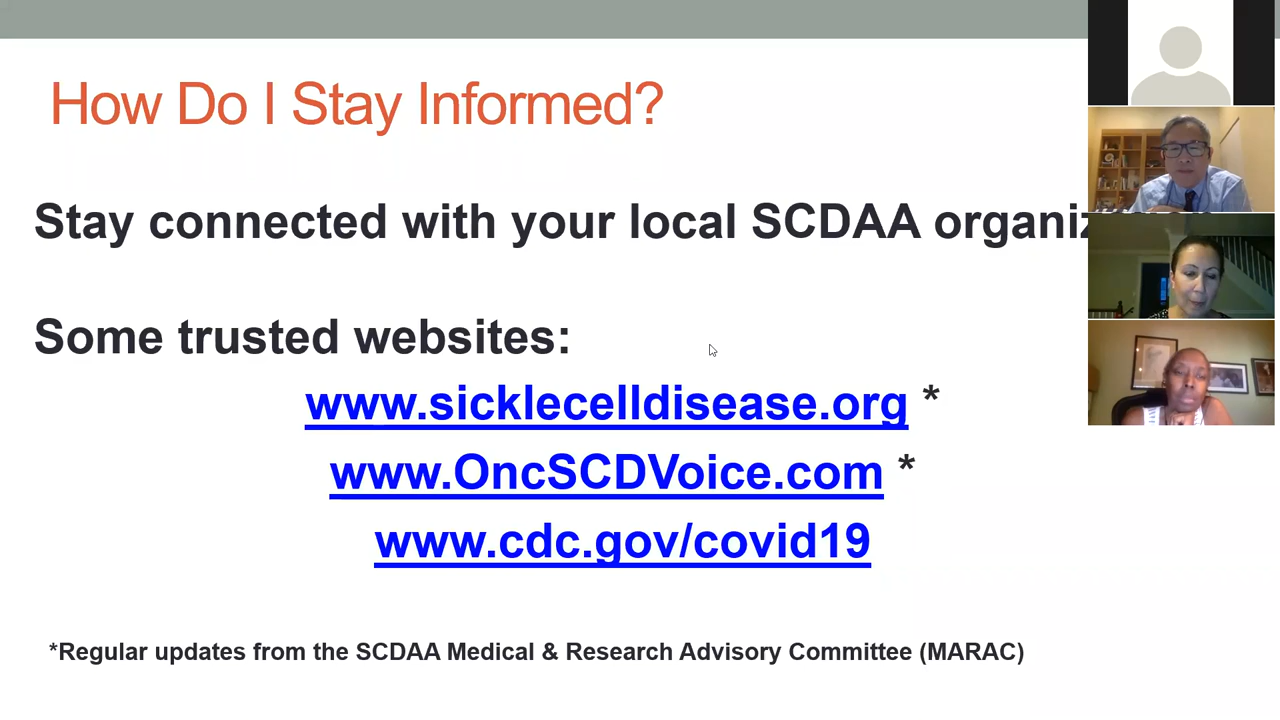 How Do I Stay Informed?
Stay connected with your local SCDAA
Some trusted websites:
www.sicklecelldisease.org *
www.OncSCDVoice.com *
www.cdc.gov/covid19
*Regular updates from the SCDAA Medical & Research Advisory Committee (MARAC)